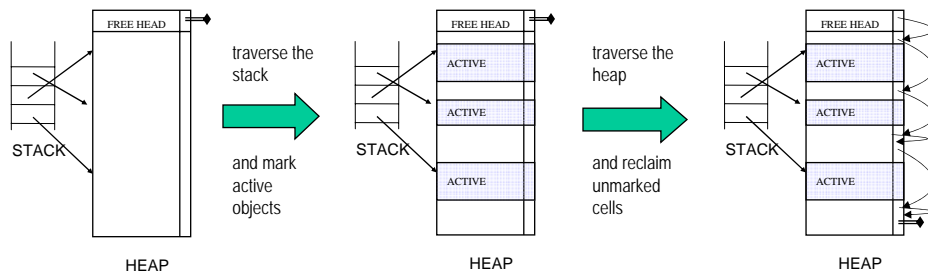 FREE HEAD
STACK
HEAP
traverse the
stack
and mark
active
objects
FREE HEAD
ACTIVE
ACTIVE
ACTIVE
STACK
HEAP
traverse the
heap
and reclaim
unmarked
cells
FREE HEAD
ACTIVE
ACTIVE
ACTIVE
STACK
HEAP